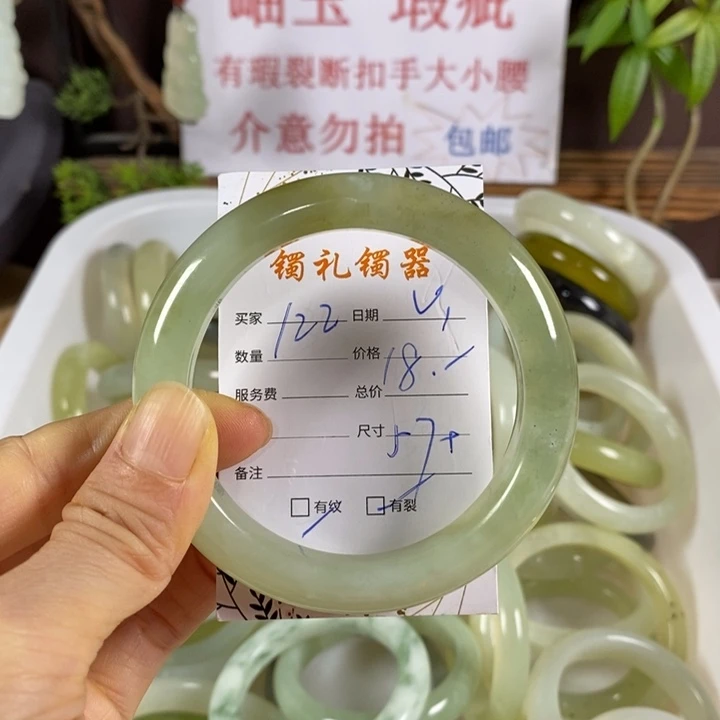 岫玉 瑕疵
有瑕裂断扣手大小腰
介意勿拍 包邮
镯礼镯器
买家 122 日期
数量 价格 18.
服务费 总价
尺寸 57+
备注
有纹 有裂